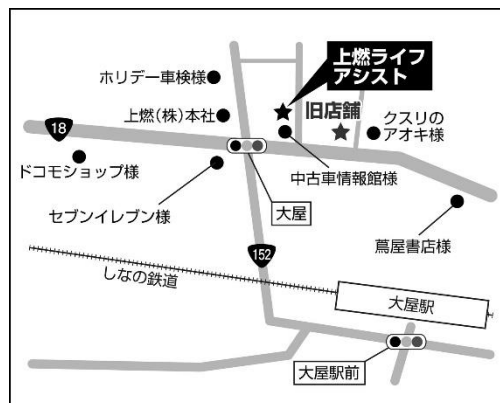 上燃ライフ
アシスト
ホリデー車検様
旧店舗
上燃(株)本社
クスリの
アオキ様
18
ドコモショップ様
中古車情報館様
セブンイレブン様
大屋
蔦屋書店様
152
しなの鉄道
大屋駅
大屋駅前